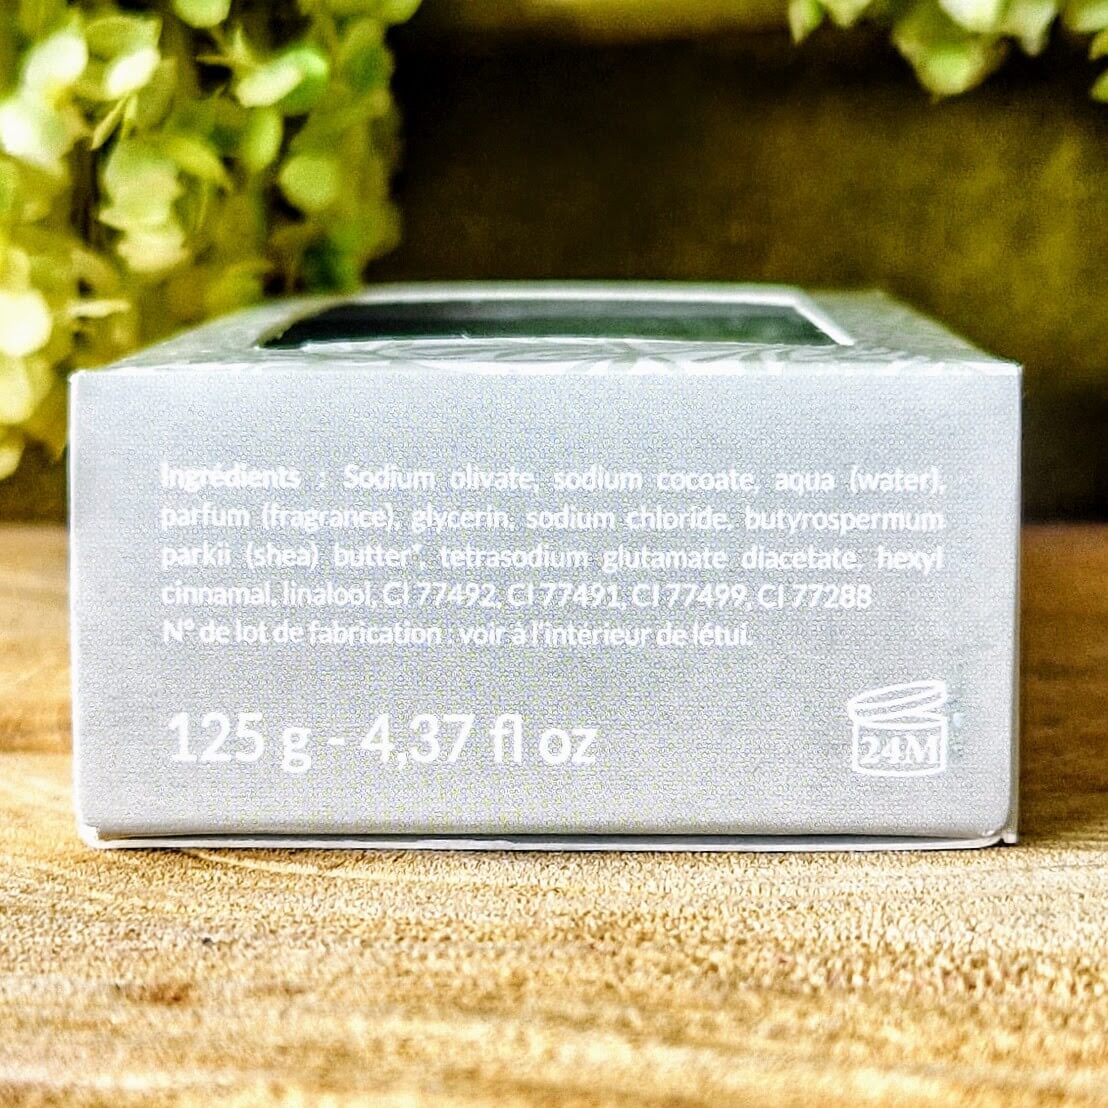 Ingrédients : Sodium olivate, sodium cocoate, aqua (water),
parfum (fragrance), glycerin, sodium chloride, butyrospermum
parkii (shea) butter*, tetrasodium glutamate diacetate, hexyl
cinnamal, linalool, CI 77492, CI 77491, CI 77499, CI 77288
N° de lot de fabrication : voir à l'intérieur de létui.
125 g - 4,37 fl oz
24M